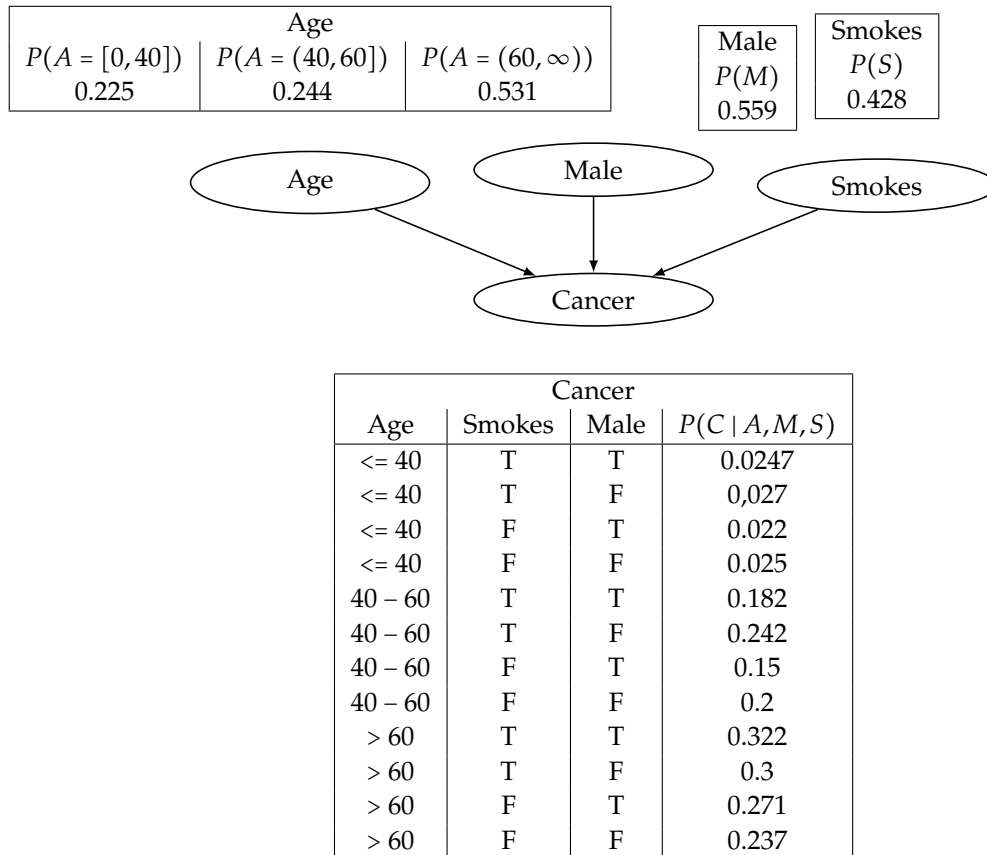 Age
P(A = [0, 40]) P(A = (40, 60]) P(A = (60, ∞))
0.225 0.244 0.531
Male
P(M)
0.559
Smokes
P(S)
0.428
Age
Male
Smokes
Cancer
Cancer
Age Smokes Male P(C | A, M, S)
<= 40 T T 0.0247
<= 40 T F 0,027
<= 40 F T 0.022
<= 40 F F 0.025
40 – 60 T T 0.182
40 – 60 T F 0.242
40 – 60 F T 0.15
40 – 60 F F 0.2
> 60 T T 0.322
> 60 T F 0.3
> 60 F T 0.271
> 60 F F 0.237